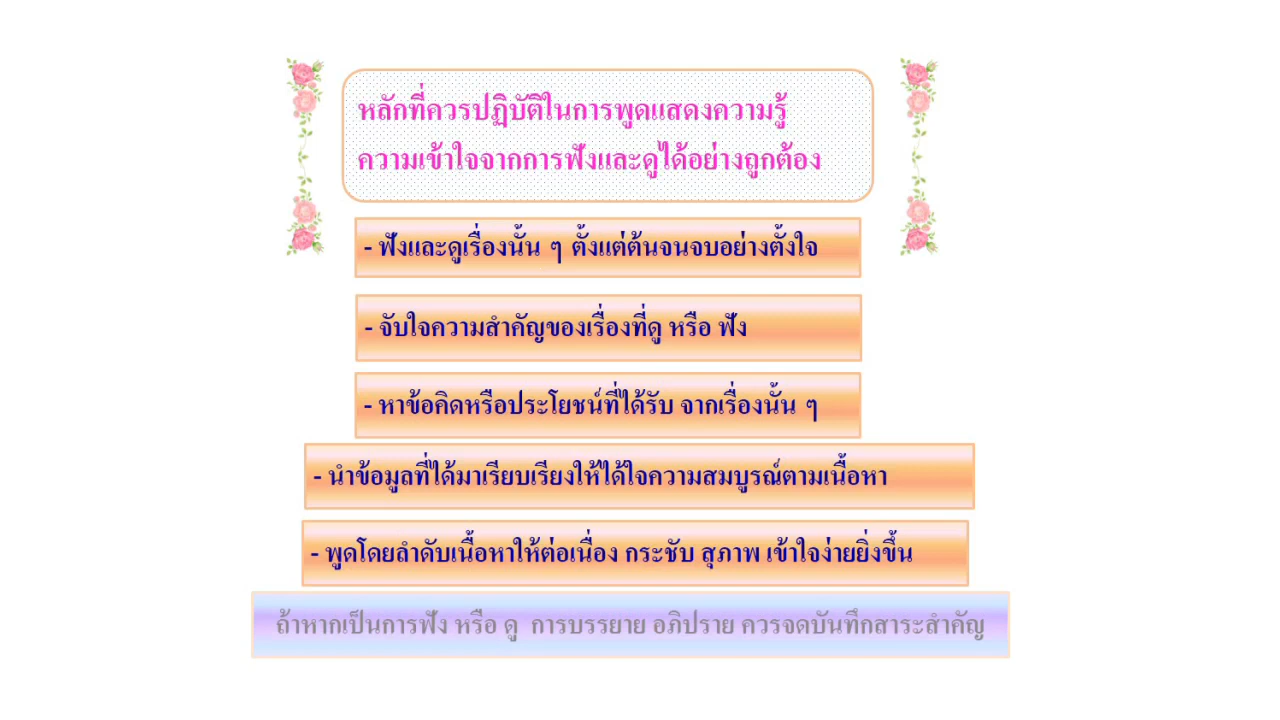 หลักที่ควรปฏิบัติในการพูดแสดงความรู้
ความเข้าใจจากการฟังและดูได้อย่างถูกต้อง
- ฟังและดูเรื่องนั้น ๆ ตั้งแต่ต้นจนจบอย่างตั้งใจ
- จับใจความสำคัญของเรื่องที่ดู หรือ ฟัง
- หาข้อคิดหรือประโยชน์ที่ได้รับ จากเรื่องนั้น ๆ
- นำข้อมูลที่ได้มาเรียบเรียงให้ได้ใจความสมบูรณ์ตามเนื้อหา
- พูดโดยลำดับเนื้อหาให้ต่อเนื่อง กระชับ สุภาพ เข้าใจง่ายยิ่งขึ้น
ถ้าหากเป็นการฟัง หรือ ดู การบรรยาย อภิปราย ควรจดบันทึกสาระสำคัญ